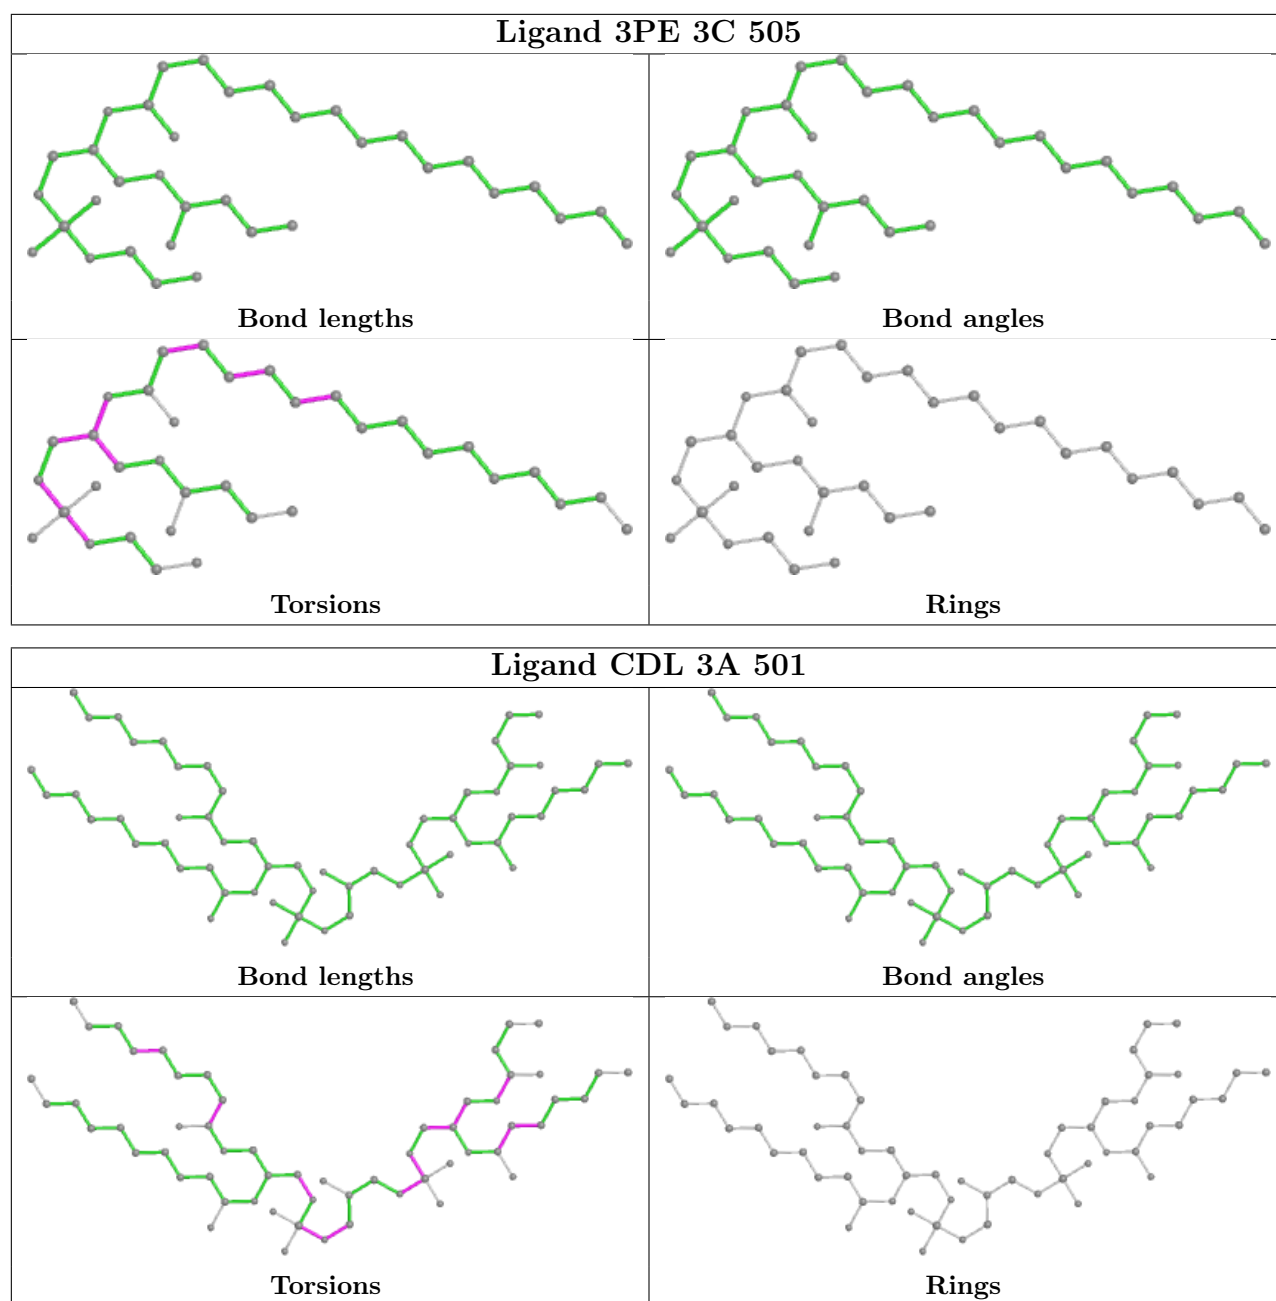 Ligand 3PE 3C 505
Bond lengths
Bond angles
Torsions
Rings
Ligand CDL 3A 501
Bond lengths
Bond angles
Torsions
Rings